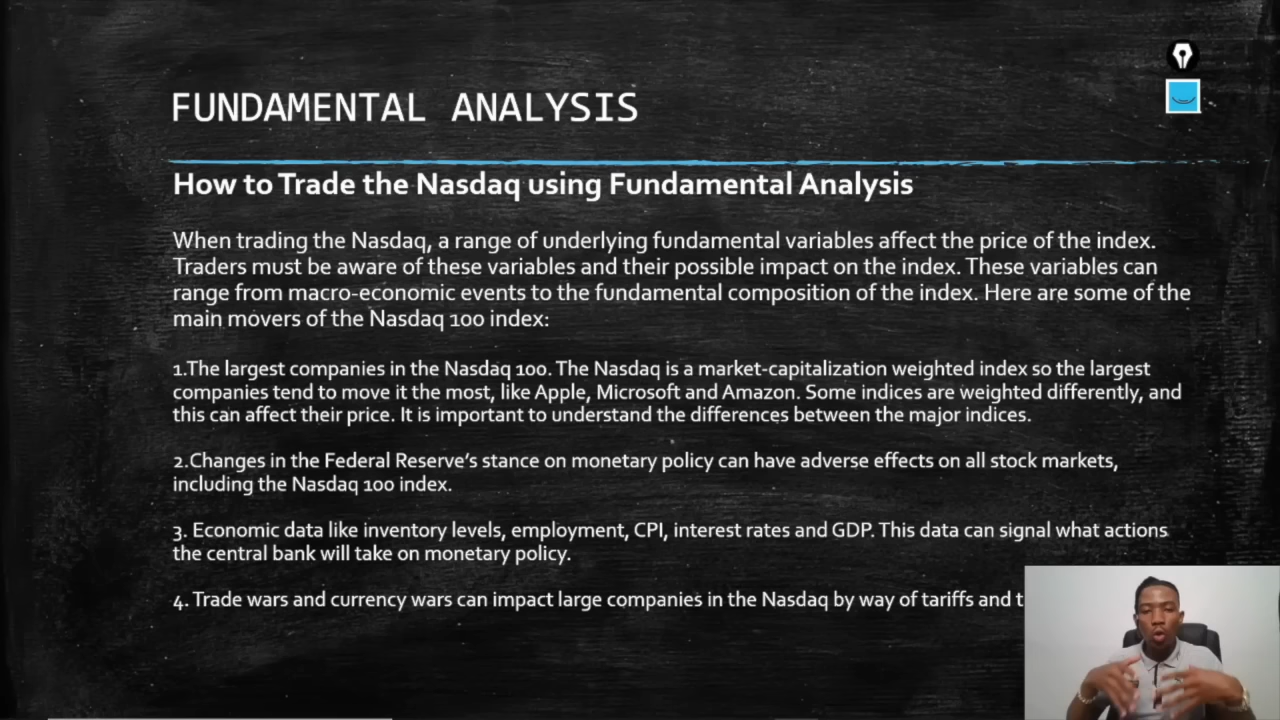 FUNDAMENTAL ANALYSIS
How to Trade the Nasdaq using Fundamental Analysis
When trading the Nasdaq, a range of underlying fundamental variables affect the price of the index.
Traders must be aware of these variables and their possible impact on the index. These variables can
range from macro-economic events to the fundamental composition of the index. Here are some of the
main movers of the Nasdaq 100 index:
1.The largest companies in the Nasdaq 100. The Nasdaq is a market-capitalization weighted index so the largest
companies tend to move it the most, like Apple, Microsoft and Amazon. Some indices are weighted differently, and
this can affect their price. It is important to understand the differences between the major indices.
2.Changes in the Federal Reserve's stance on monetary policy can have adverse effects on all stock markets,
including the Nasdaq 100 index.
3. Economic data like inventory levels, employment, CPI, interest rates and GDP. This data can signal what actions
the central bank will take on monetary policy.
4. Trade wars and currency wars can impact large companies in the Nasdaq by way of tariffs and